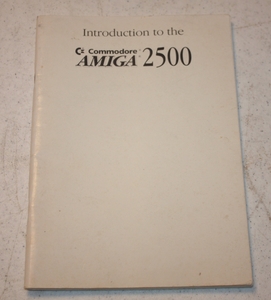 Introduction to the
Commodore®
AMIGA® 2500